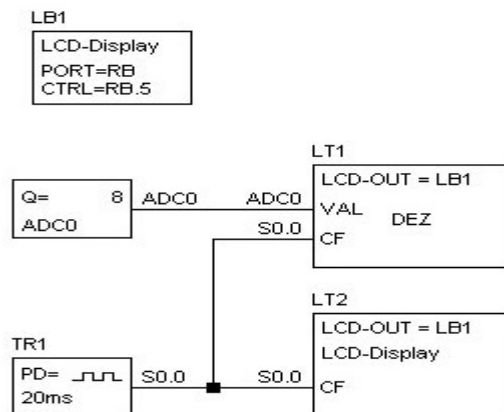 LB1
LCD-Display
PORT=RB
CTRL=RB.5
LT1
LCD-OUT = LB1
Q= 8 ADC0 ADC0 VAL DEZ
ADC0 S0.0 CF
LT2
LCD-OUT = LB1
TR1 LCD-Display
PD= S0.0 S0.0 CF
20ms